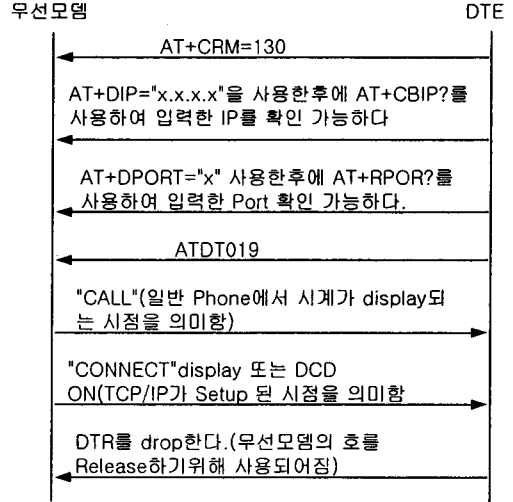 무선모뎀 DTE
AT+CRM=130
AT+DIP="x.x.x.x"을 사용한후에 AT+CBIP?를
사용하여 입력한 IP를 확인 가능하다
AT+DPORT="x" 사용한후에 AT+RPOR?를
사용하여 입력한 Port 확인 가능하다.
ATDT019
"CALL"(일반 Phone에서 시계가 display되
는 시점을 의미함)
"CONNECT"display 또는 DCD
ON(TCP/IP가 Setup 된 시점을 의미함
DTR를 drop한다.(무선모뎀의 호를
Release하기위해 사용되어짐)